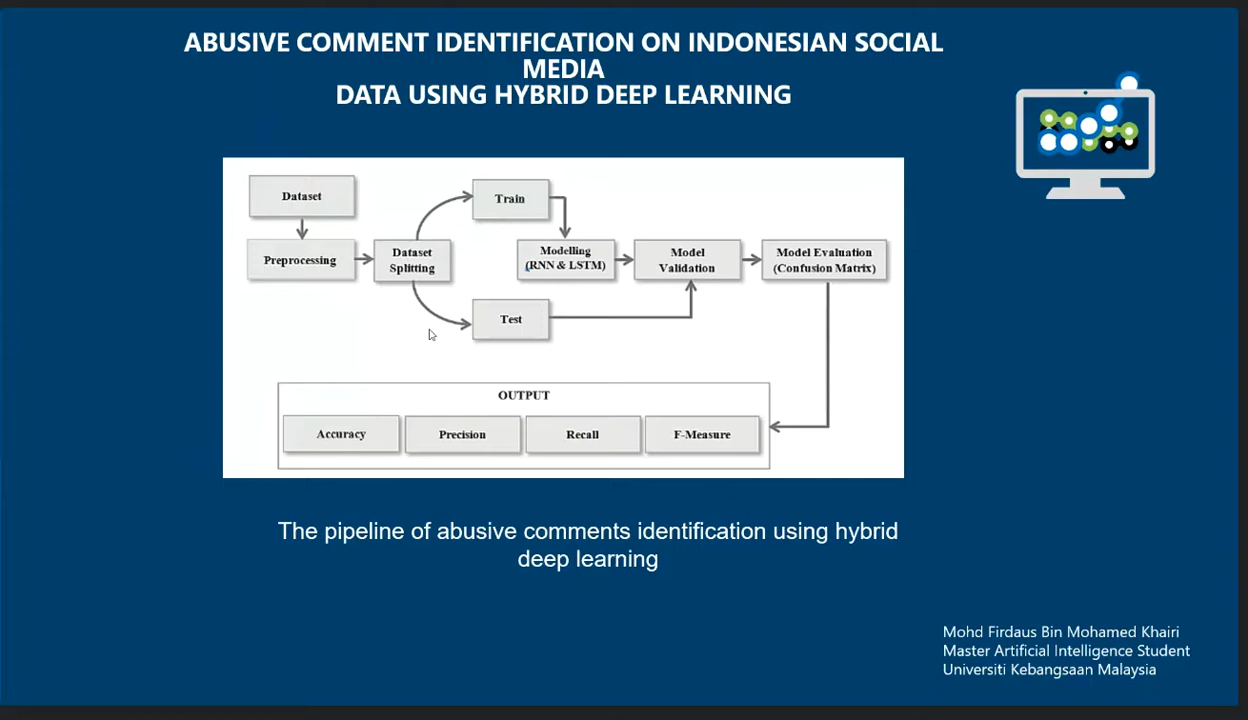 ABUSIVE COMMENT IDENTIFICATION ON INDONESIAN SOCIAL
MEDIA
DATA USING HYBRID DEEP LEARNING
Dataset
Preprocessing
Dataset
Splitting
Train
Test
Modelling
(RNN & LSTM)
Model
Validation
Model Evaluation
(Confusion Matrix)
OUTPUT
Accuracy
Precision
Recall
F-Measure
The pipeline of abusive comments identification using hybrid
deep learning
Mohd Firdaus Bin Mohamed Khairi
Master Artificial Intelligence Student
Universiti Kebangsaan Malaysia